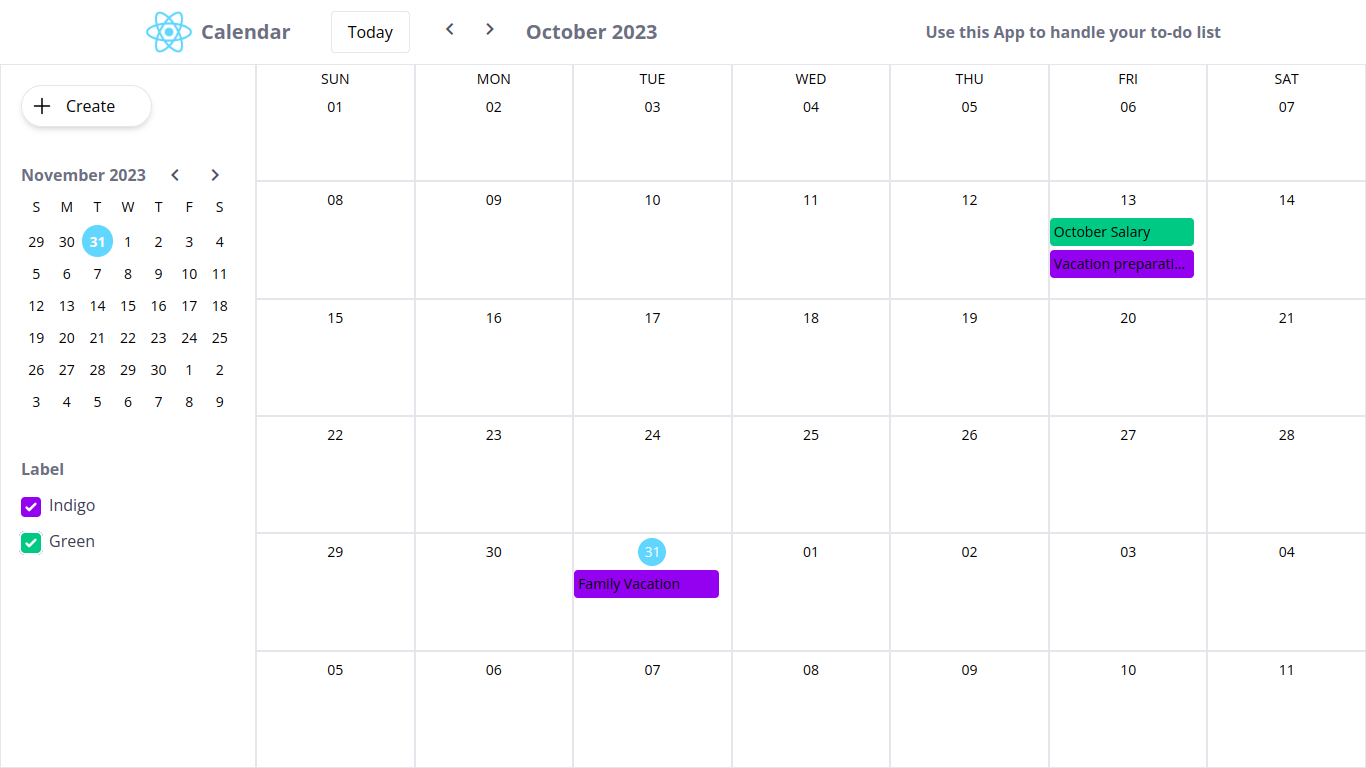 Calendar
Today
October 2023
Use this App to handle your to-do list
Create
November 2023
S M T W T F S
29 30 31 1 2 3 4
5 6 7 8 9 10 11
12 13 14 15 16 17 18
19 20 21 22 23 24 25
26 27 28 29 30 1 2
3 4 5 6 7 8 9
Label
Indigo
Green
SUN MON TUE WED THU FRI SAT
01 02 03 04 05 06 07
08 09 10 11 12 13 14
October Salary
Vacation preparati...
15 16 17 18 19 20 21
22 23 24 25 26 27 28
29 30 31 01 02 03 04
Family Vacation
05 06 07 08 09 10 11